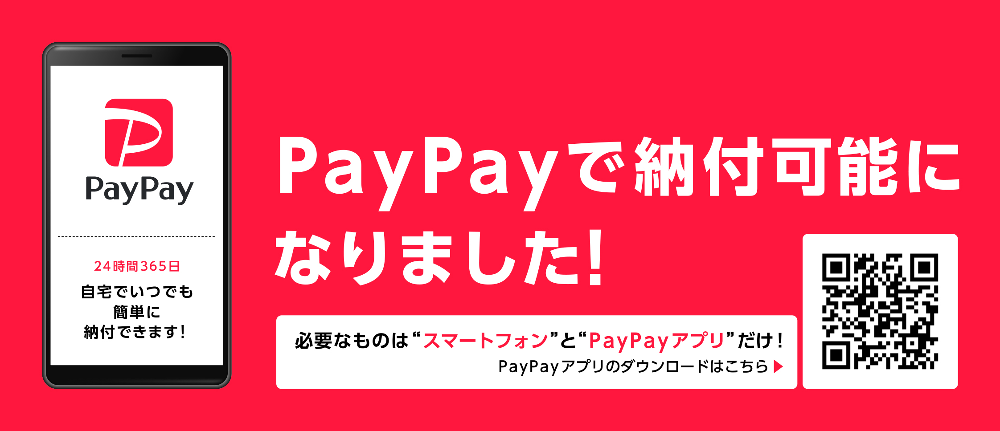 PayPay
24時間365日
自宅でいつでも
簡単に
納付できます!
PayPayで納付可能に
なりました!
必要なものは“スマートフォン”と“PayPayアプリ”だけ!
PayPayアプリのダウンロードはこちら▶